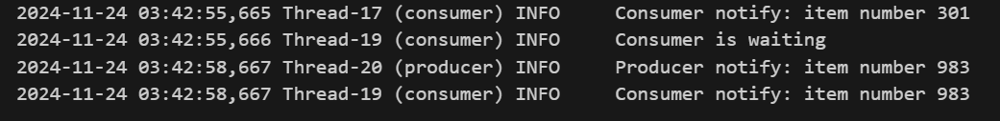 2024-11-24 03:42:55,665 Thread-17 (consumer) INFO     Consumer notify: item number 301
2024-11-24 03:42:55,666 Thread-19 (consumer) INFO     Consumer is waiting
2024-11-24 03:42:58,667 Thread-20 (producer) INFO     Producer notify: item number 983
2024-11-24 03:42:58,667 Thread-19 (consumer) INFO     Consumer notify: item number 983